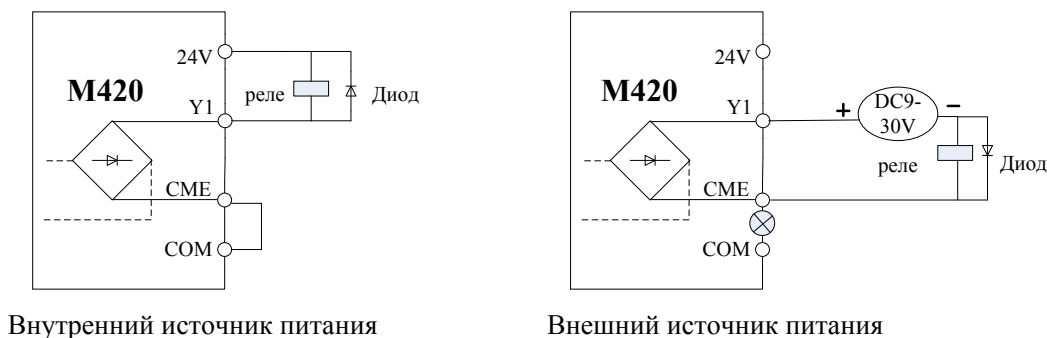 24V
M420
реле
Диод
Y1
CME
COM
Внутренний источник питания
24V
M420
Y1
+
DC9-
30V
−
реле
Диод
CME
COM
Внешний источник питания